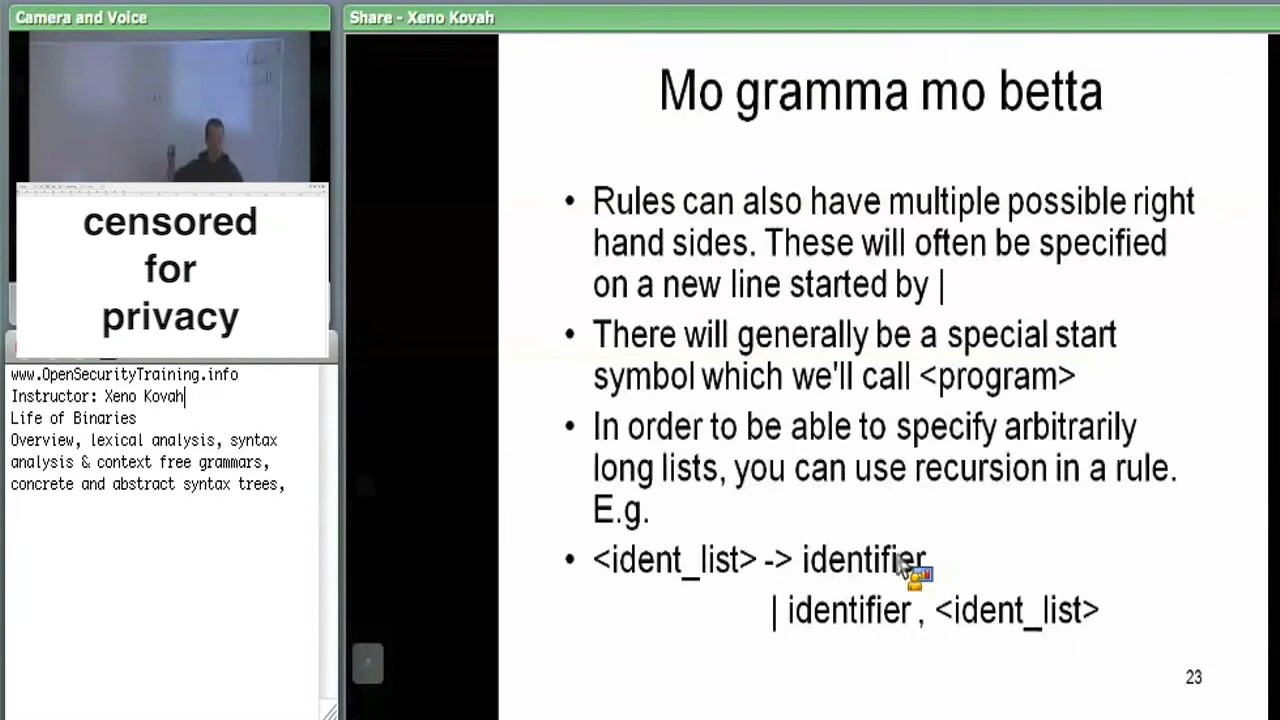 Camera and Voice
Share - Xeno Kovah
censored
for
privacy
www.OpenSecurityTraining.info
Instructor: Xeno Kovah
Life of Binaries
Overview, lexical analysis, syntax
analysis & context free grammars,
concrete and abstract syntax trees,
Mo gramma mo betta
• Rules can also have multiple possible right
hand sides. These will often be specified
on a new line started by |
• There will generally be a special start
symbol which we'll call <program>
• In order to be able to specify arbitrarily
long lists, you can use recursion in a rule.
E.g.
• <ident_list> -> identifier
| identifier , <ident_list>
23